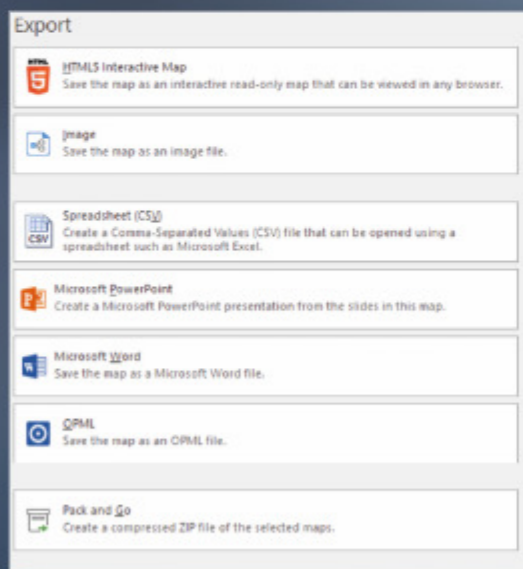 Export
HTML
5
HTML5 Interactive Map
Save the map as an interactive read-only map that can be viewed in any browser.
Image
Save the map as an image file.
CSV
Spreadsheet (CSV)
Create a Comma-Separated Values (CSV) file that can be opened using a
spreadsheet such as Microsoft Excel.
P
Microsoft PowerPoint
Create a Microsoft PowerPoint presentation from the slides in this map.
W
Microsoft Word
Save the map as a Microsoft Word file.
OPML
Save the map as an OPML file.
Pack and Go
Create a compressed ZIP file of the selected maps.